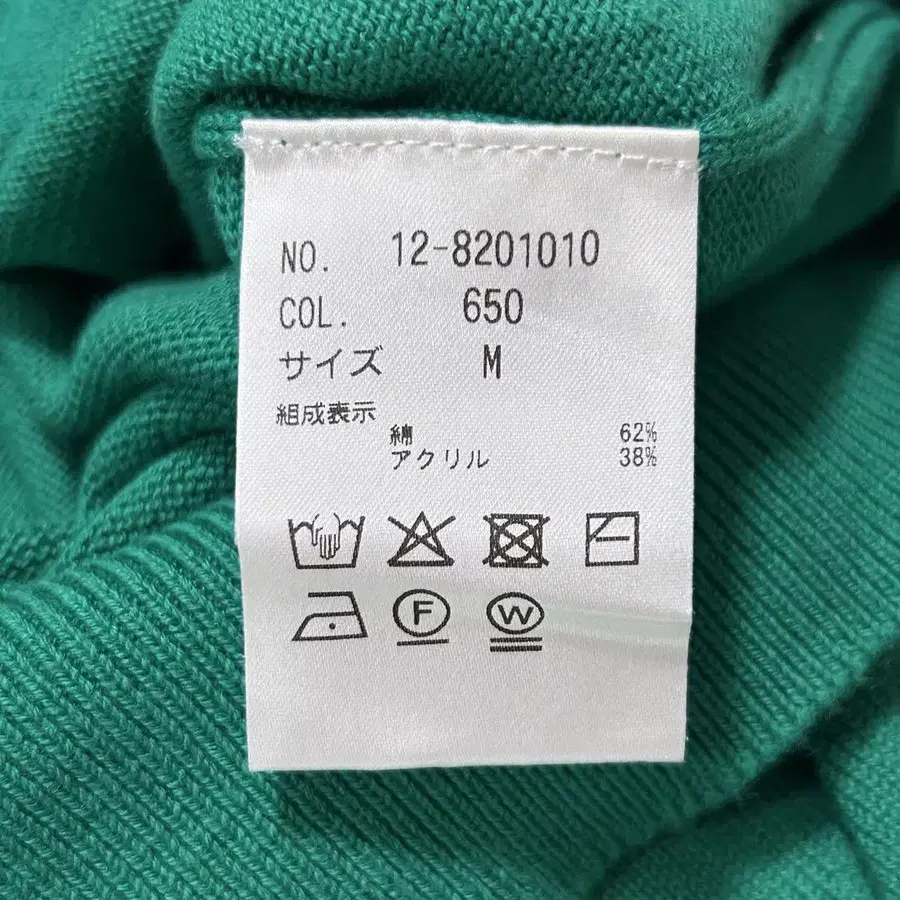 NO. 12-8201010
COL. 650
サイズ M
組成表示
綿 62%
アクリル 38%
F W